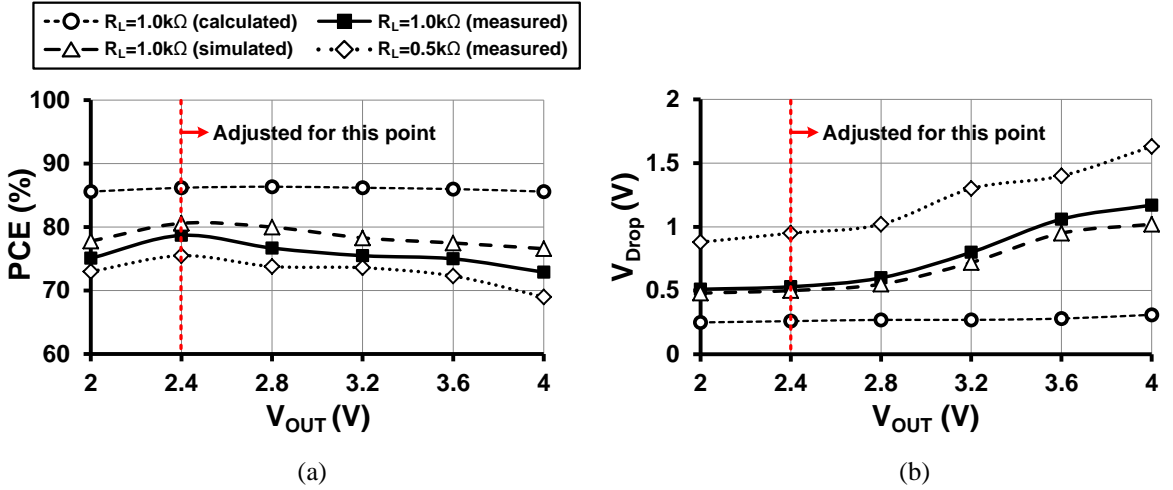 R_L=1.0kΩ (calculated) R_L=1.0kΩ (measured)
R_L=1.0kΩ (simulated) R_L=0.5kΩ (measured)
100
90
80
70
60
PCE (%)
Adjusted for this point
2 2.4 2.8 3.2 3.6 4
V_OUT (V)
(a)
2
1.5
1
0.5
0
V_Drop (V)
Adjusted for this point
2 2.4 2.8 3.2 3.6 4
V_OUT (V)
(b)